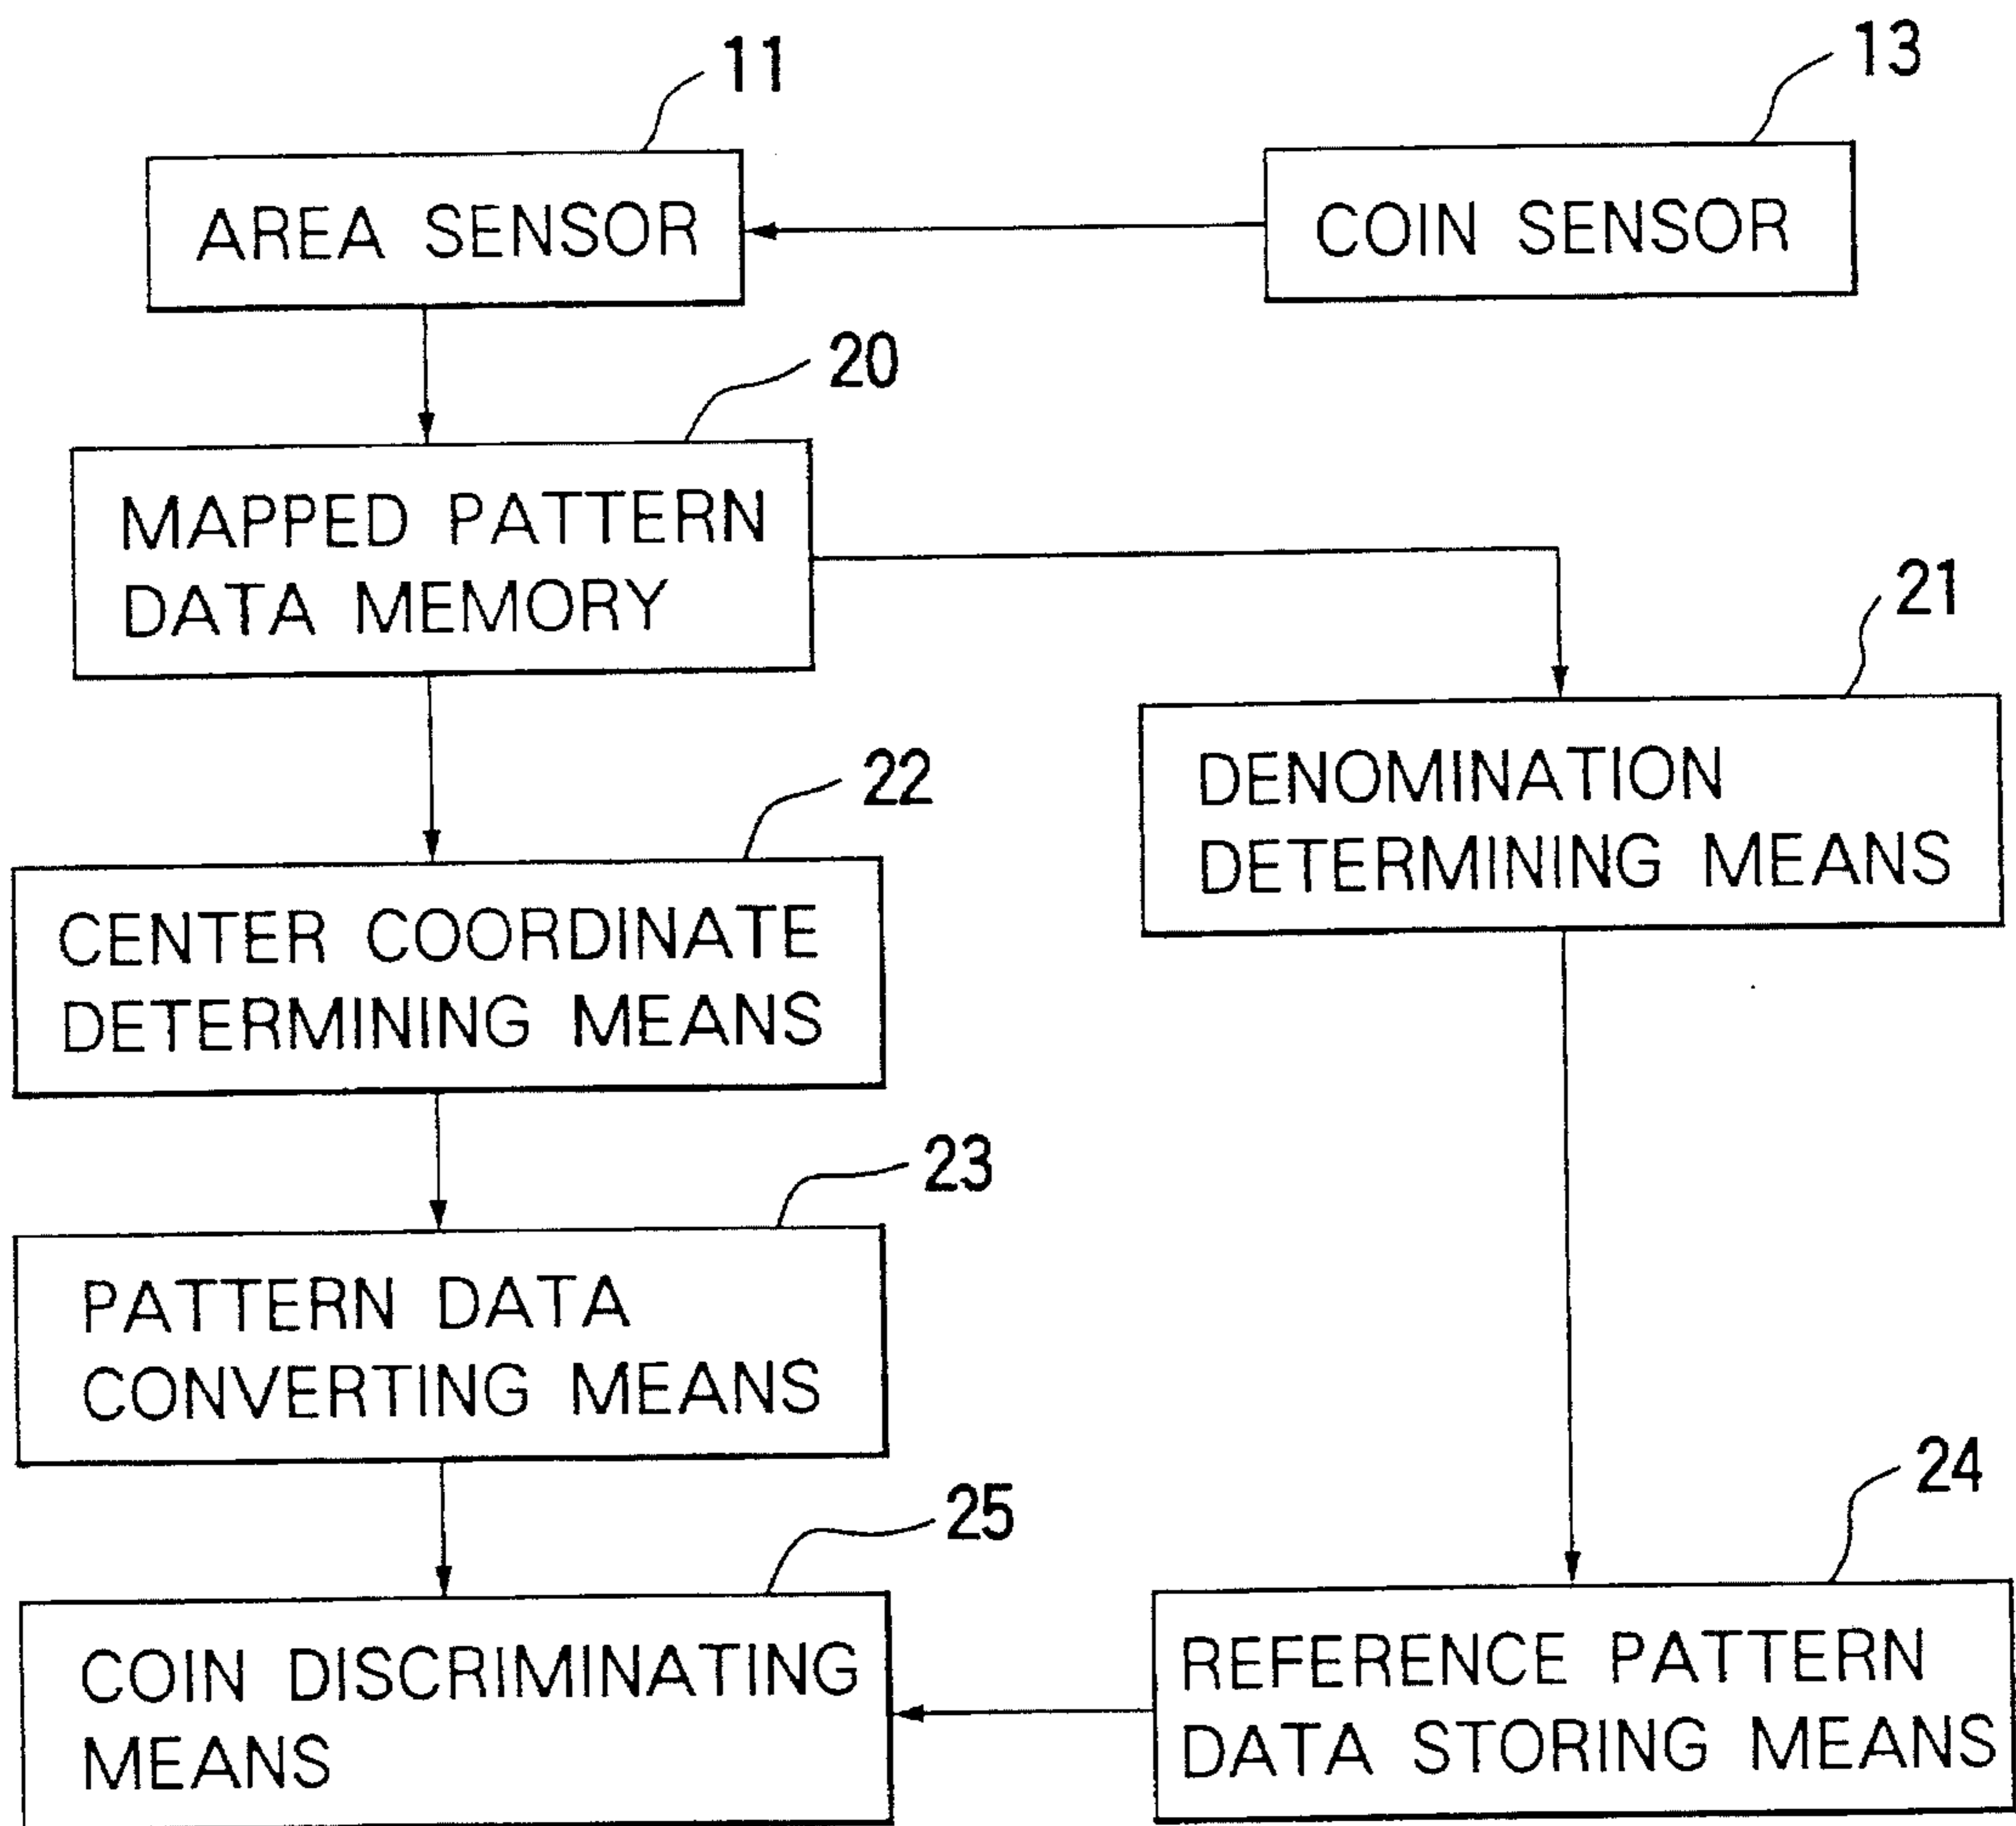 11
13
AREA SENSOR
COIN SENSOR
20
MAPPED PATTERN
DATA MEMORY
21
22
DENOMINATION
DETERMINING MEANS
CENTER COORDINATE
DETERMINING MEANS
23
PATTERN DATA
CONVERTING MEANS
24
25
COIN DISCRIMINATING
MEANS
REFERENCE PATTERN
DATA STORING MEANS